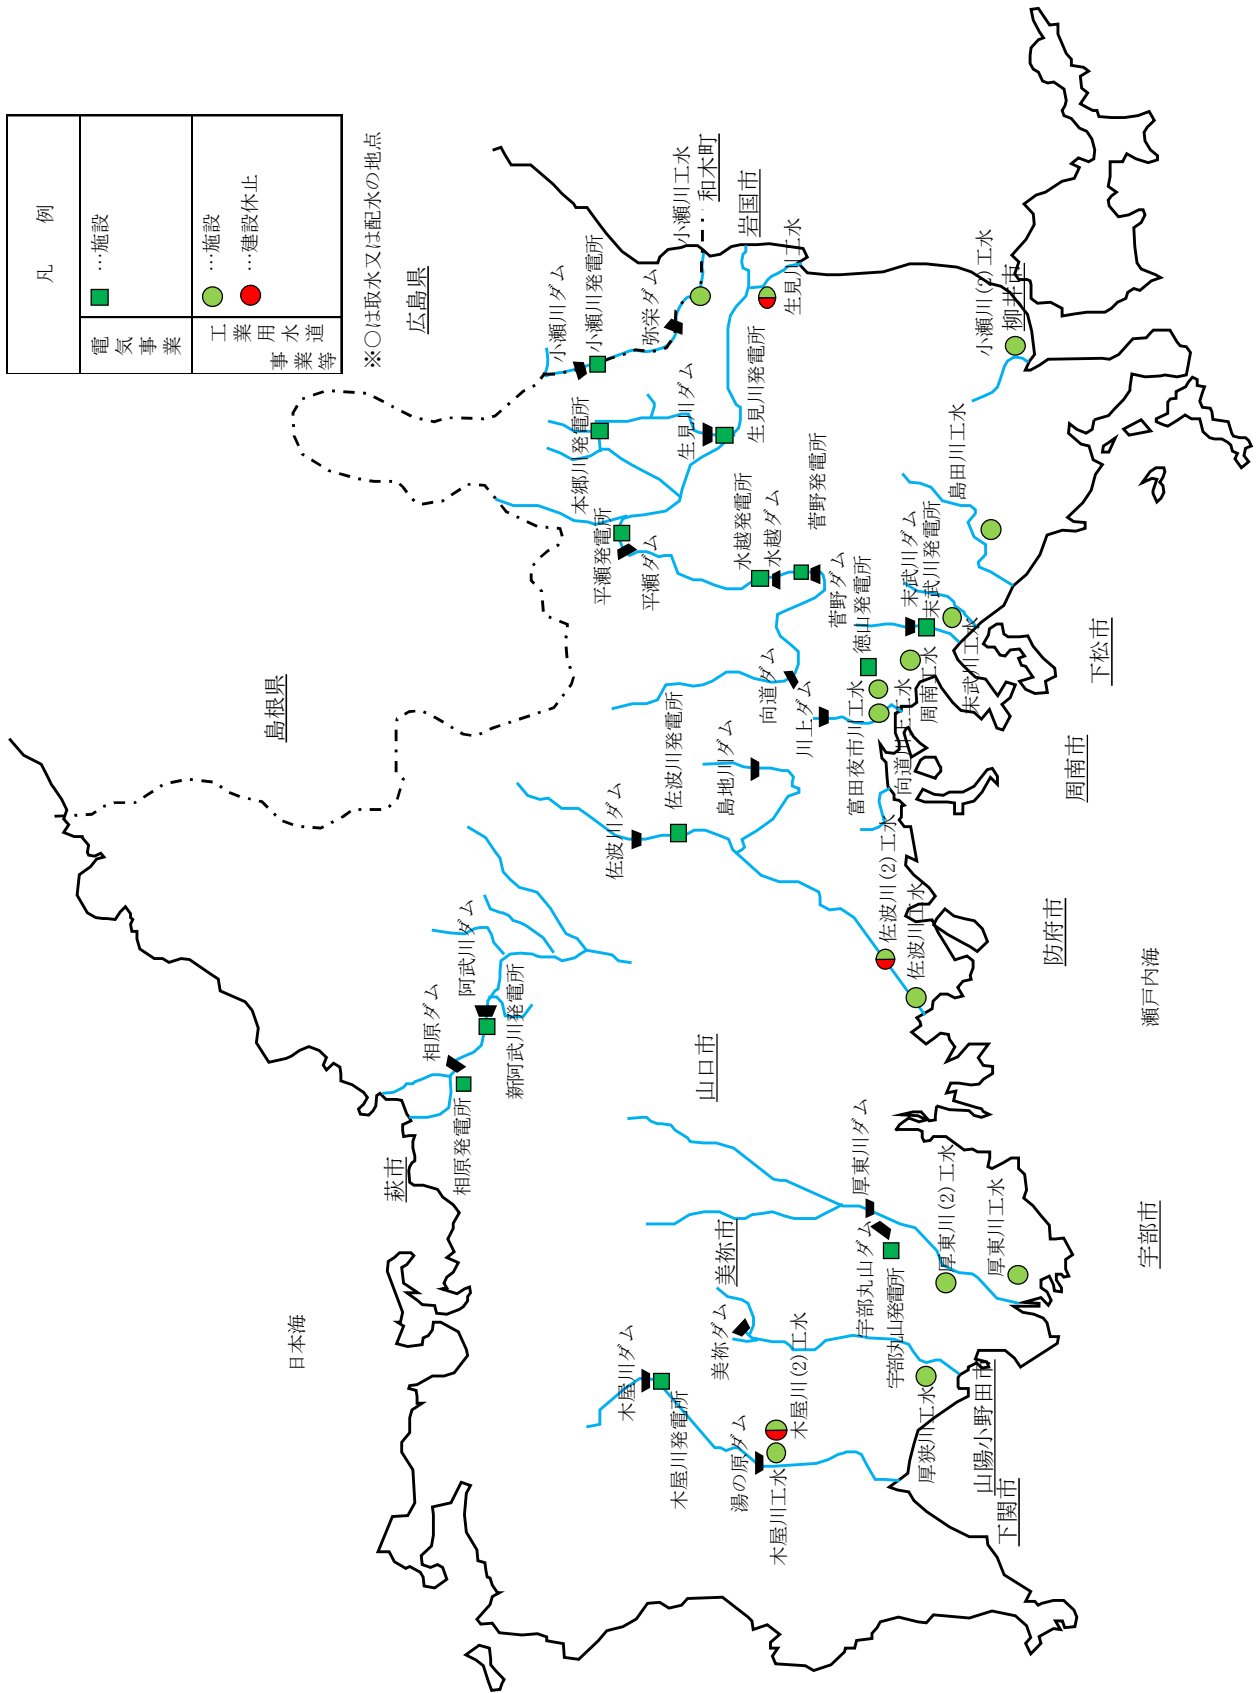 凡　例
電気事業
…施設
工業用水道
事業等
…施設
…建設休止
※○は取水又は配水の地点
広島県
島根県
日本海
瀬戸内海
和木町
岩国市
柳井市
下松市
周南市
防府市
山口市
宇部市
美祢市
山陽小野田市
下関市
萩市
小瀬川工水
小瀬川ダム
小瀬川発電所
弥栄ダム
生見川工水
生見川発電所
生見川ダム
本郷川発電所
小瀬川(2)工水
島田川工水
平瀬発電所
平瀬ダム
水越発電所
水越ダム
菅野発電所
菅野ダム
徳山発電所
末武川ダム
末武川発電所
末武川工水
周南工水
向道ダム
川上ダム
富田夜市川工水
向道川上工水
佐波川発電所
佐波川ダム
島地川ダム
佐波川(2)工水
佐波川工水
阿武川ダム
新阿武川発電所
相原ダム
相原発電所
厚東川ダム
宇部丸山ダム
宇部丸山発電所
厚東川(2)工水
厚東川工水
美祢ダム
厚狭川工水
木屋川ダム
木屋川発電所
湯の原ダム
木屋川(2)工水
木屋川工水